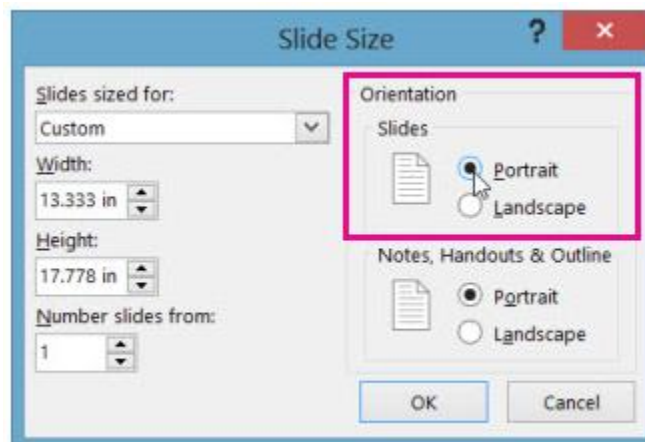 Slide Size
?
Slides sized for:
Custom
Width:
13.333 in
Height:
17.778 in
Number slides from:
1
Orientation
Slides
Portrait
Landscape
Notes, Handouts & Outline
Portrait
Landscape
OK
Cancel